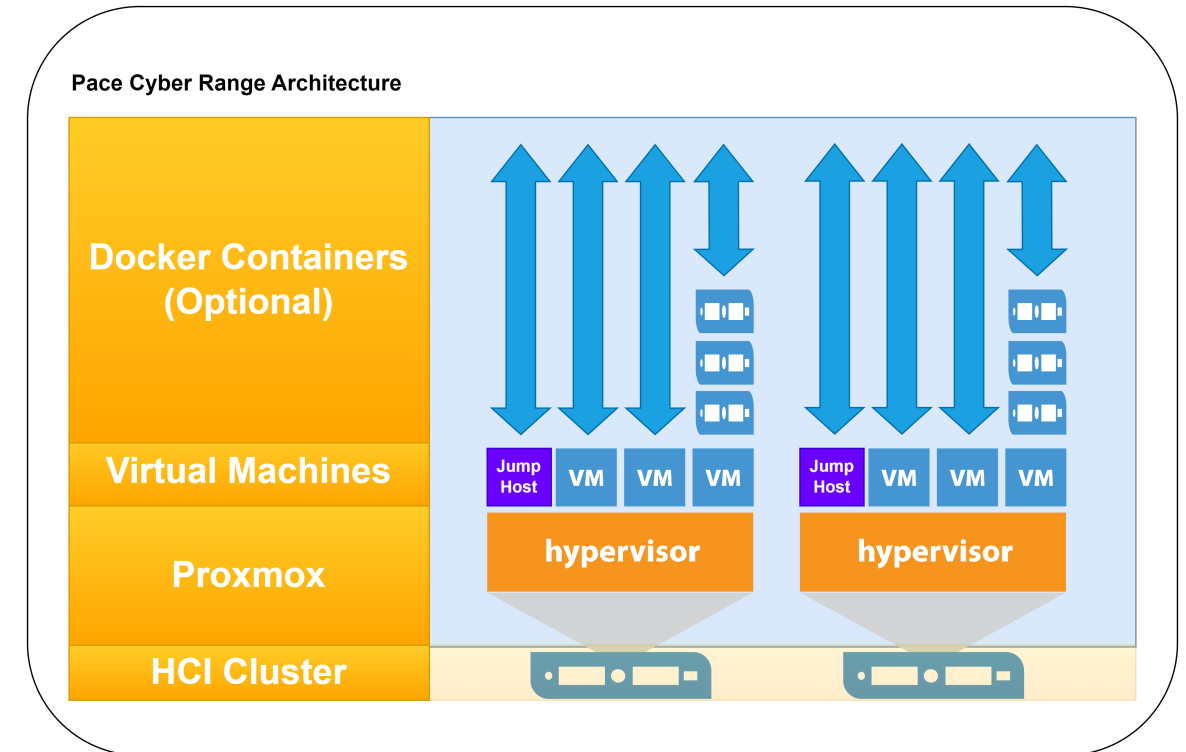 Pace Cyber Range Architecture
Docker Containers
(Optional)
Virtual Machines
Jump
Host
VM
VM
VM
Jump
Host
VM
VM
VM
Proxmox
hypervisor
hypervisor
HCI Cluster